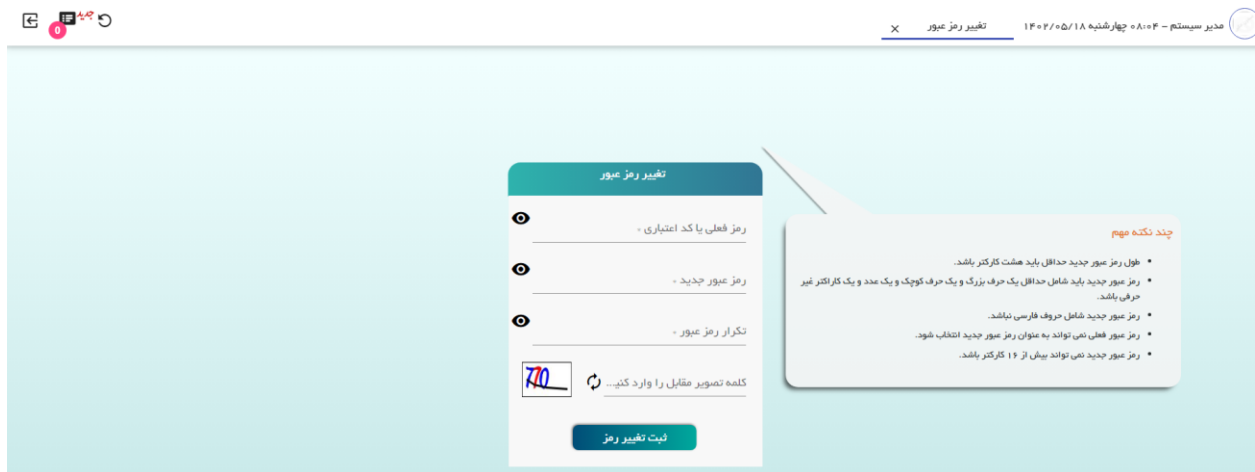 مدیر سیستم - ۰۸:۰۴ چهارشنبه ۱۴۰۲/۰۵/۱۸
تغییر رمز عبور ×
جدید
0
تغییر رمز عبور
رمز فعلی یا کد اعتباری *
رمز عبور جدید *
تکرار رمز عبور *
کلمه تصویر مقابل را وارد کنی...
770
ثبت تغییر رمز
چند نکته مهم
• طول رمز عبور جدید حداقل باید هشت کارکتر باشد.
• رمز عبور جدید باید شامل حداقل یک حرف بزرگ و یک حرف کوچک و یک عدد و یک کاراکتر غیر
حرفی باشد.
• رمز عبور جدید شامل حروف فارسی نباشد.
• رمز عبور فعلی نمی تواند به عنوان رمز عبور جدید انتخاب شود.
• رمز عبور جدید نمی تواند بیش از ۱۶ کارکتر باشد.